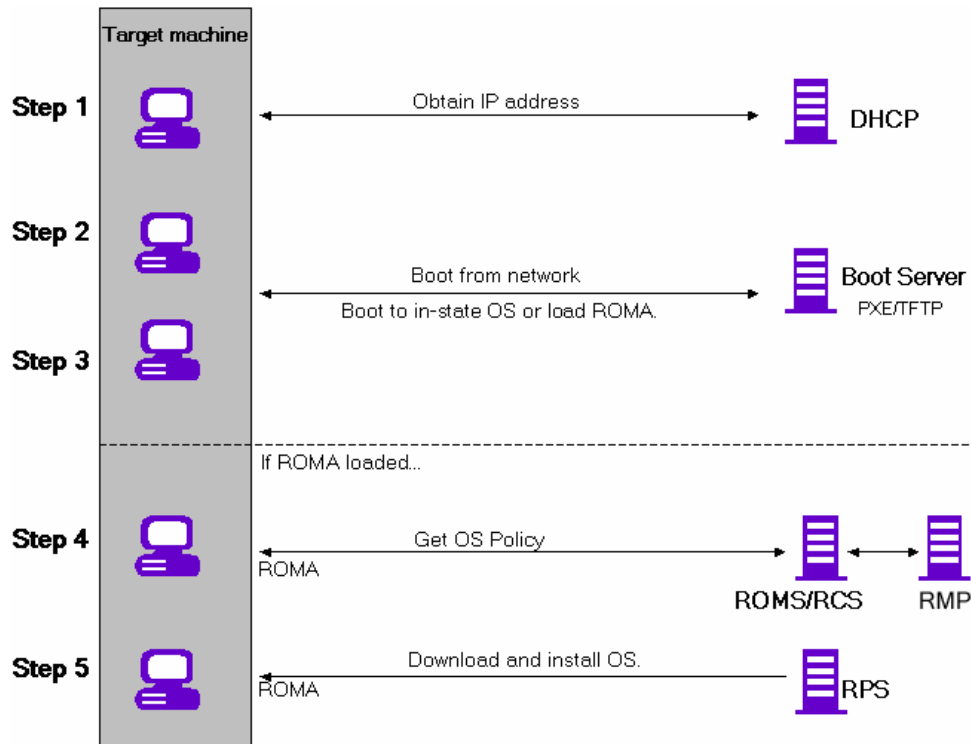 Target machine
Step 1
Obtain IP address
DHCP
Step 2
Boot from network
Boot Server
Boot to in-state OS or load ROMA.
PXE/TFTP
Step 3
If ROMA loaded...
Step 4
Get OS Policy
ROMA
ROMS/RCS
RMP
Step 5
Download and install OS.
ROMA
RPS